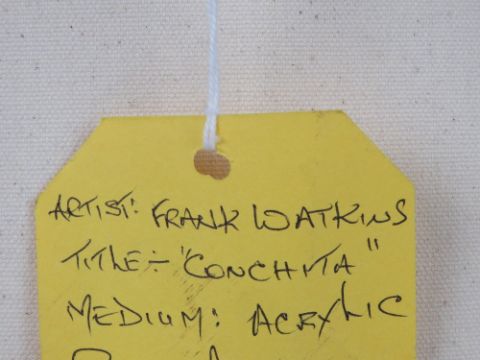 ARTIST: FRANK WATKINS
TITLE:- "CONCHITA"
MEDIUM: ACRYLIC